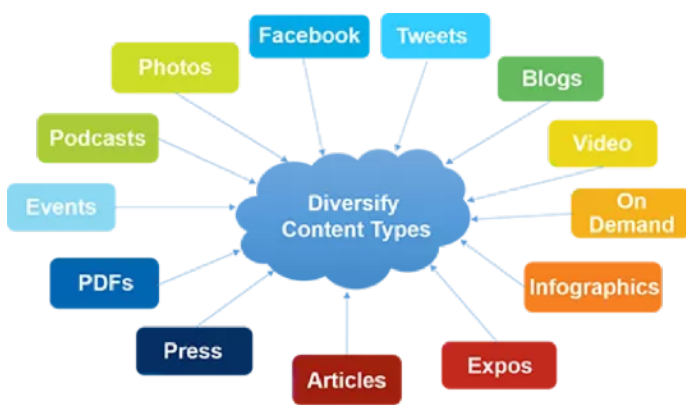 Facebook
Tweets
Photos
Blogs
Podcasts
Video
Events
Diversify
Content Types
On
Demand
PDFs
Infographics
Press
Expos
Articles